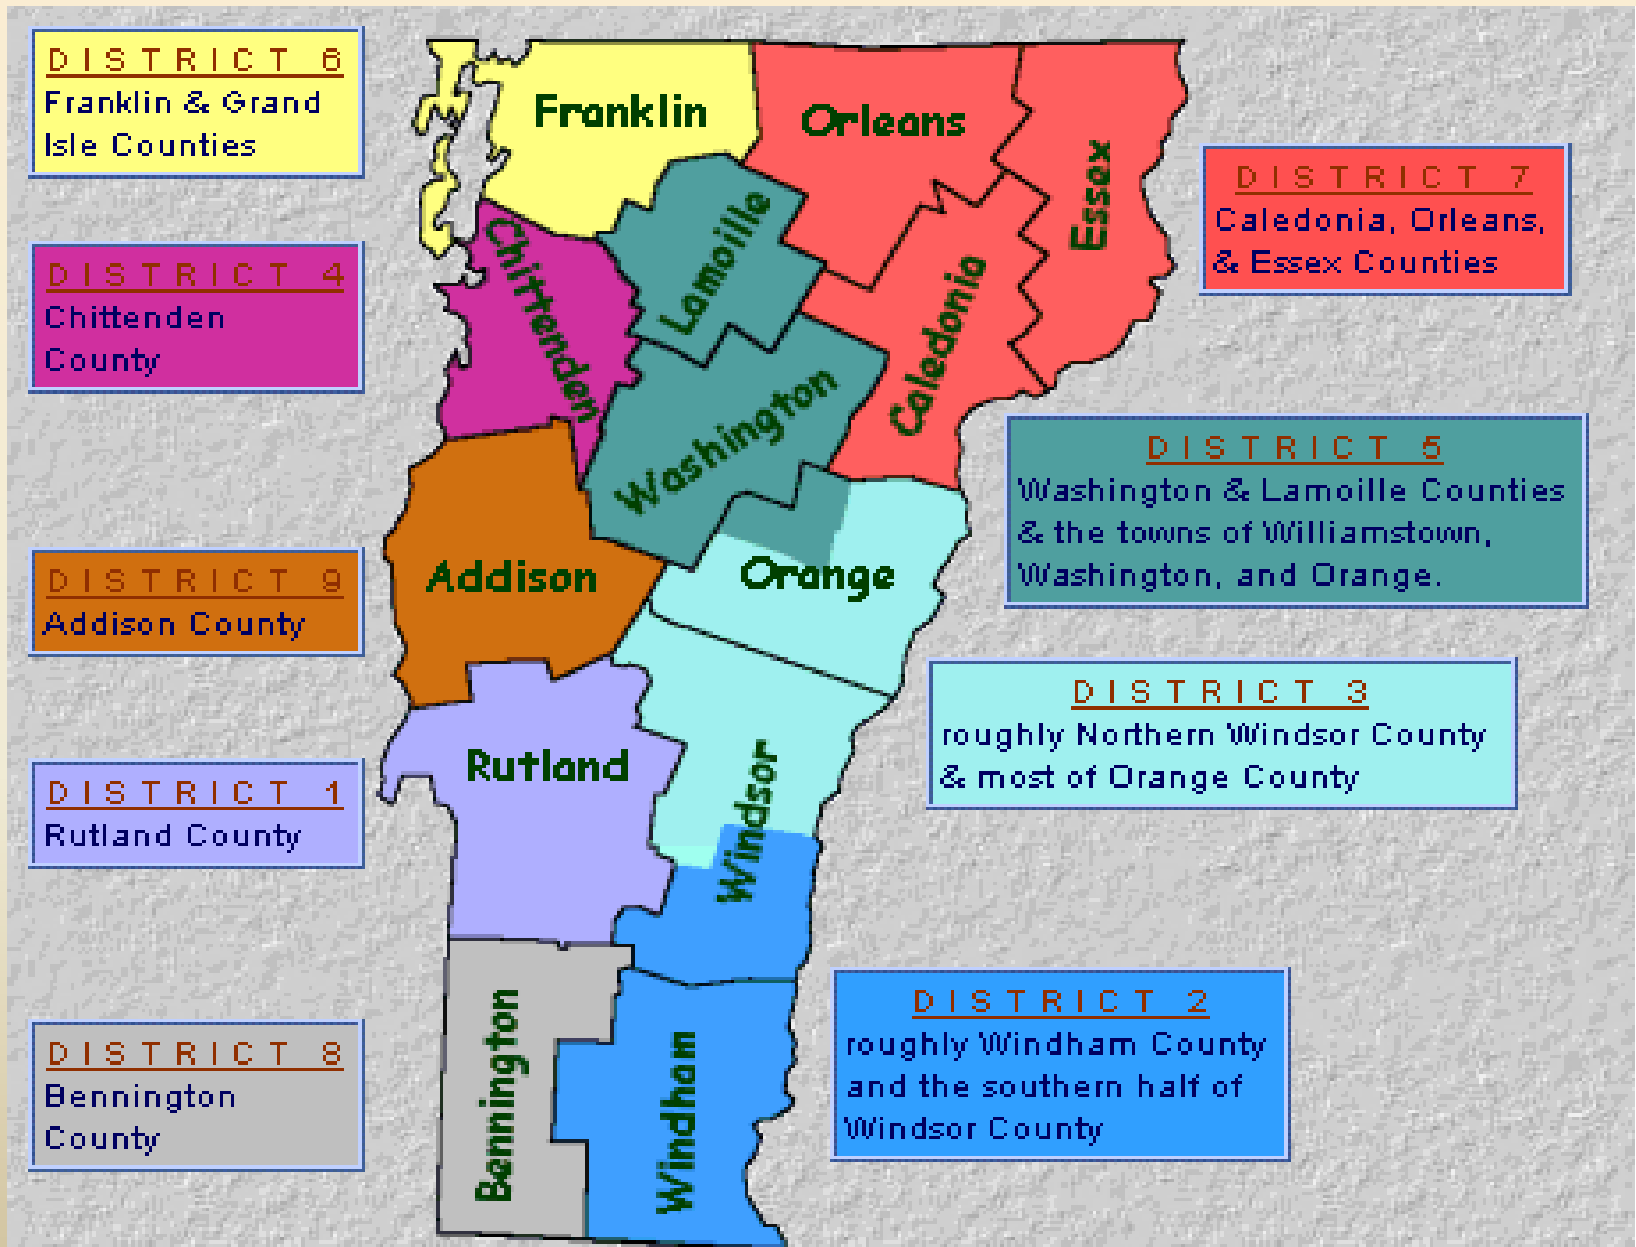 DISTRICT 6
Franklin & Grand
Isle Counties
DISTRICT 4
Chittenden
County
DISTRICT 9
Addison County
DISTRICT 1
Rutland County
DISTRICT 8
Bennington
County
Franklin
Orleans
Essex
Lamoille
Chittenden
Caledonia
Washington
Addison
Orange
Rutland
Windsor
Bennington
Windham
DISTRICT 7
Caledonia, Orleans,
& Essex Counties
DISTRICT 5
Washington & Lamoille Counties
& the towns of Williamstown,
Washington, and Orange.
DISTRICT 3
roughly Northern Windsor County
& most of Orange County
DISTRICT 2
roughly Windham County
and the southern half of
Windsor County